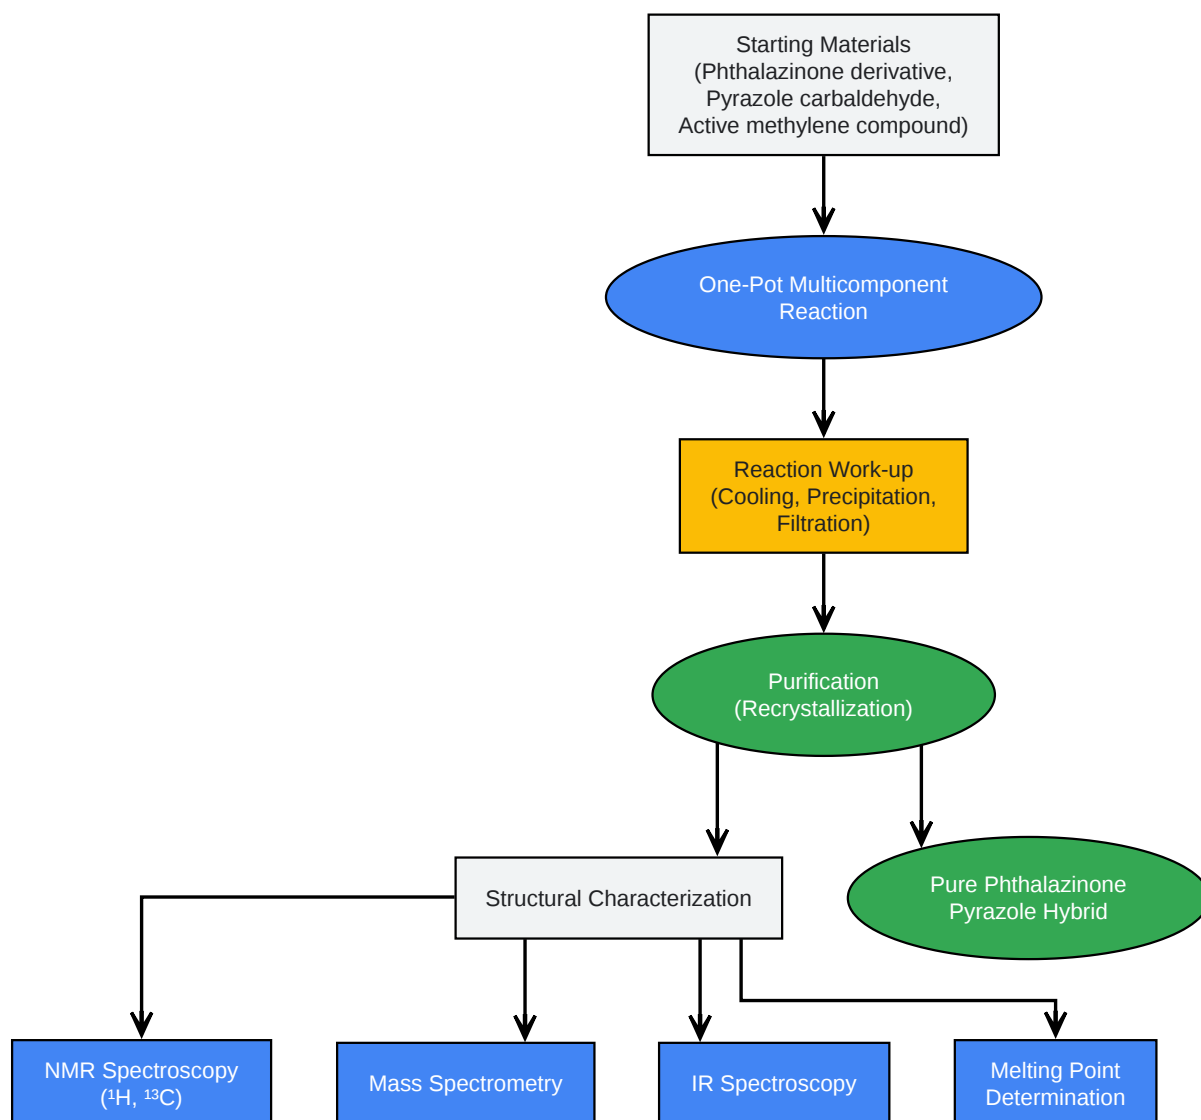 Starting Materials
(Phthalazinone derivative,
Pyrazole carbaldehyde,
Active methylene compound)
One-Pot Multicomponent
Reaction
Reaction Work-up
(Cooling, Precipitation,
Filtration)
Purification
(Recrystallization)
Structural Characterization
Pure Phthalazinone
Pyrazole Hybrid
NMR Spectroscopy
(¹H, ¹³C)
Mass Spectrometry
IR Spectroscopy
Melting Point
Determination